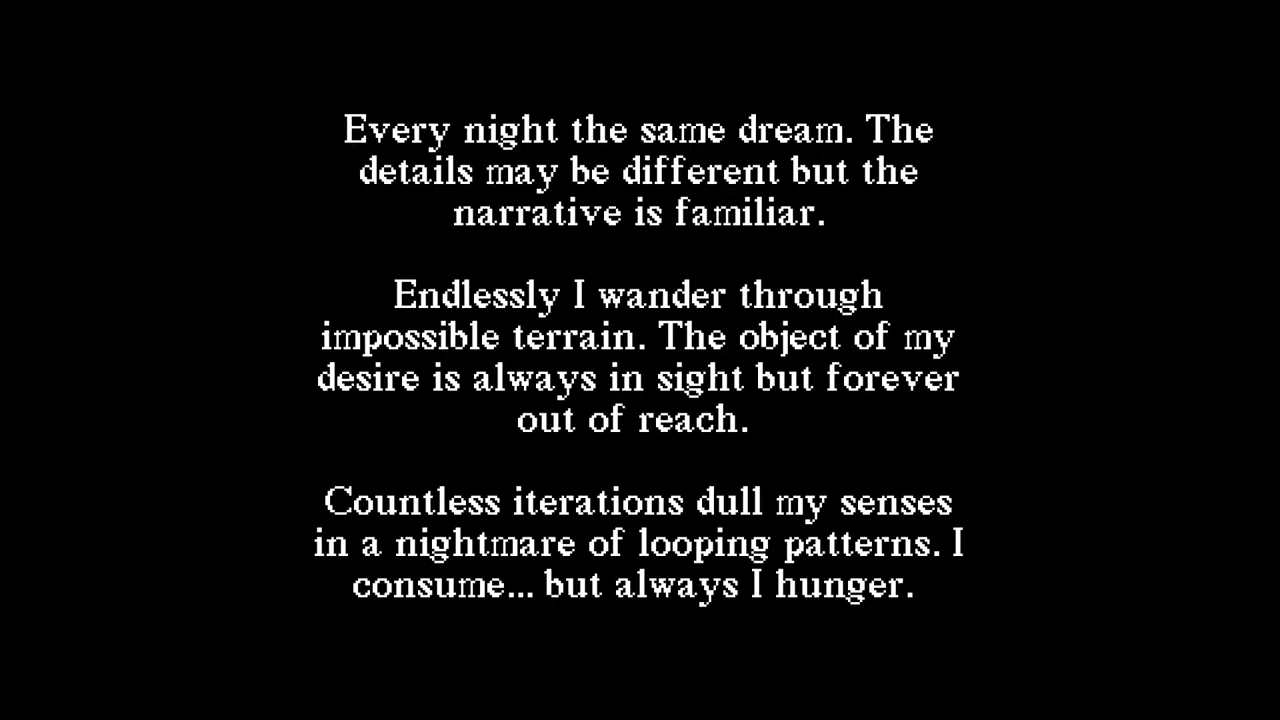 Every night the same dream. The
details may be different but the
narrative is familiar.
Endlessly I wander through
impossible terrain. The object of my
desire is always in sight but forever
out of reach.
Countless iterations dull my senses
in a nightmare of looping patterns. I
consume... but always I hunger.